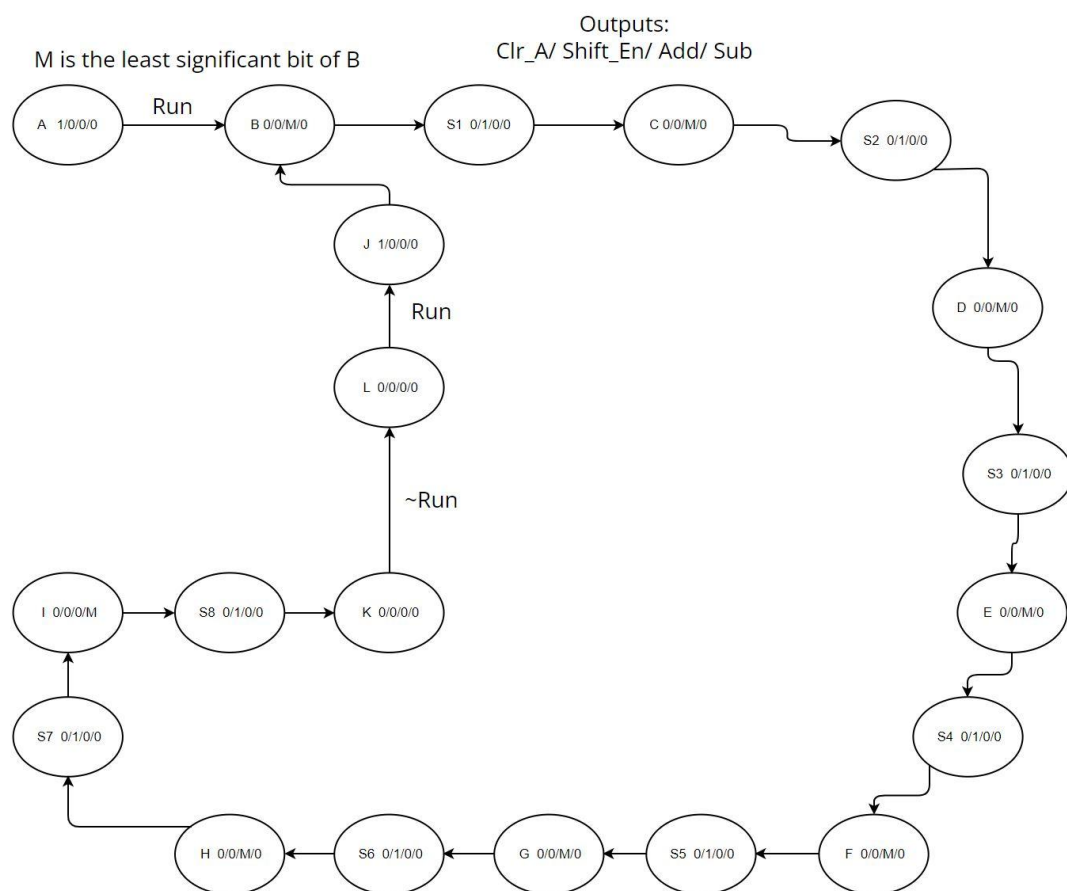 Outputs:
Clr_A/ Shift_En/ Add/ Sub
M is the least significant bit of B
A 1/0/0/0
Run
B 0/0/M/0
S1 0/1/0/0
C 0/0/M/0
S2 0/1/0/0
J 1/0/0/0
D 0/0/M/0
Run
L 0/0/0/0
S3 0/1/0/0
~Run
I 0/0/0/M
S8 0/1/0/0
K 0/0/0/0
E 0/0/M/0
S7 0/1/0/0
S4 0/1/0/0
H 0/0/M/0
S6 0/1/0/0
G 0/0/M/0
S5 0/1/0/0
F 0/0/M/0